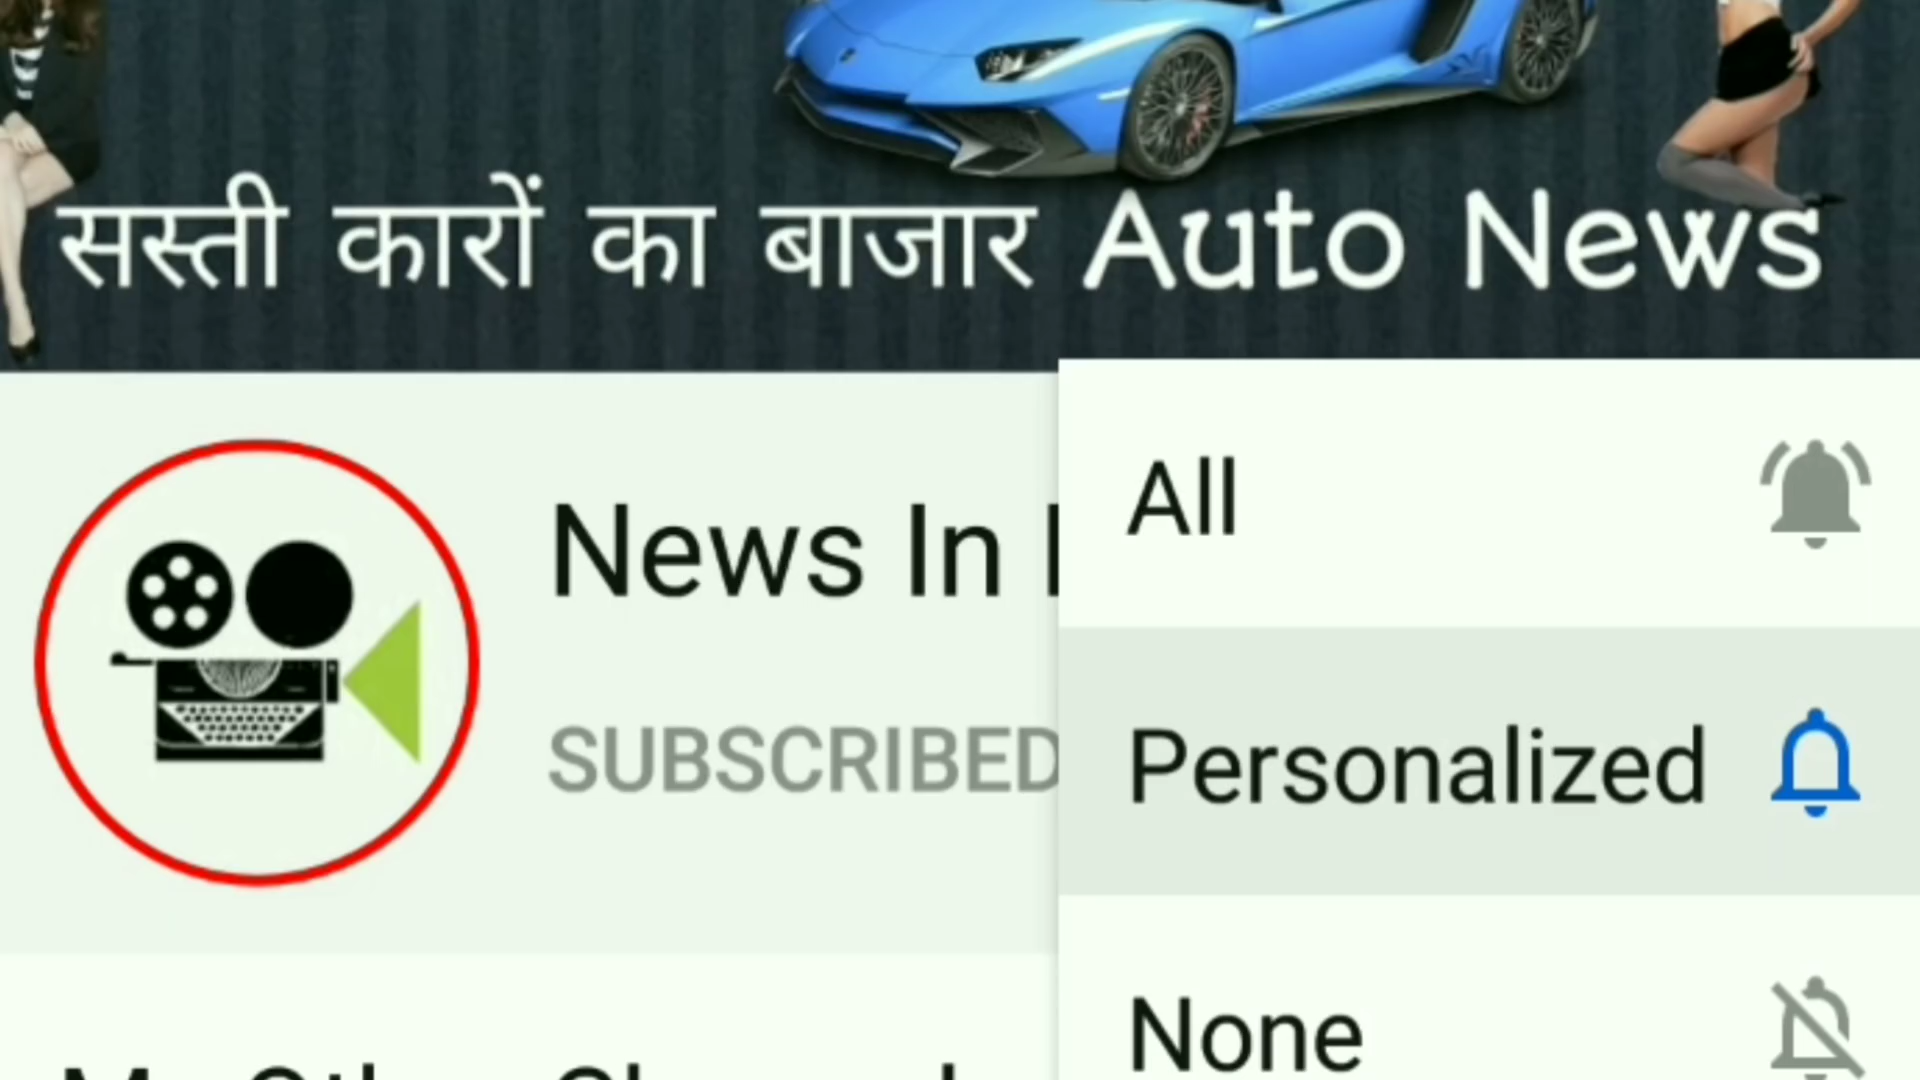 सस्ती कारों का बाजार Auto News
News In
SUBSCRIBED
All
Personalized
None